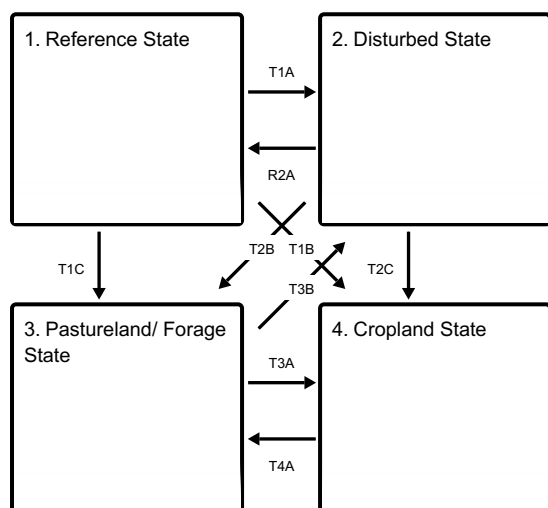 1. Reference State
2. Disturbed State
T1A
R2A
T2B
T1B
T1C
T2C
T3B
3. Pastureland/ Forage
State
4. Cropland State
T3A
T4A